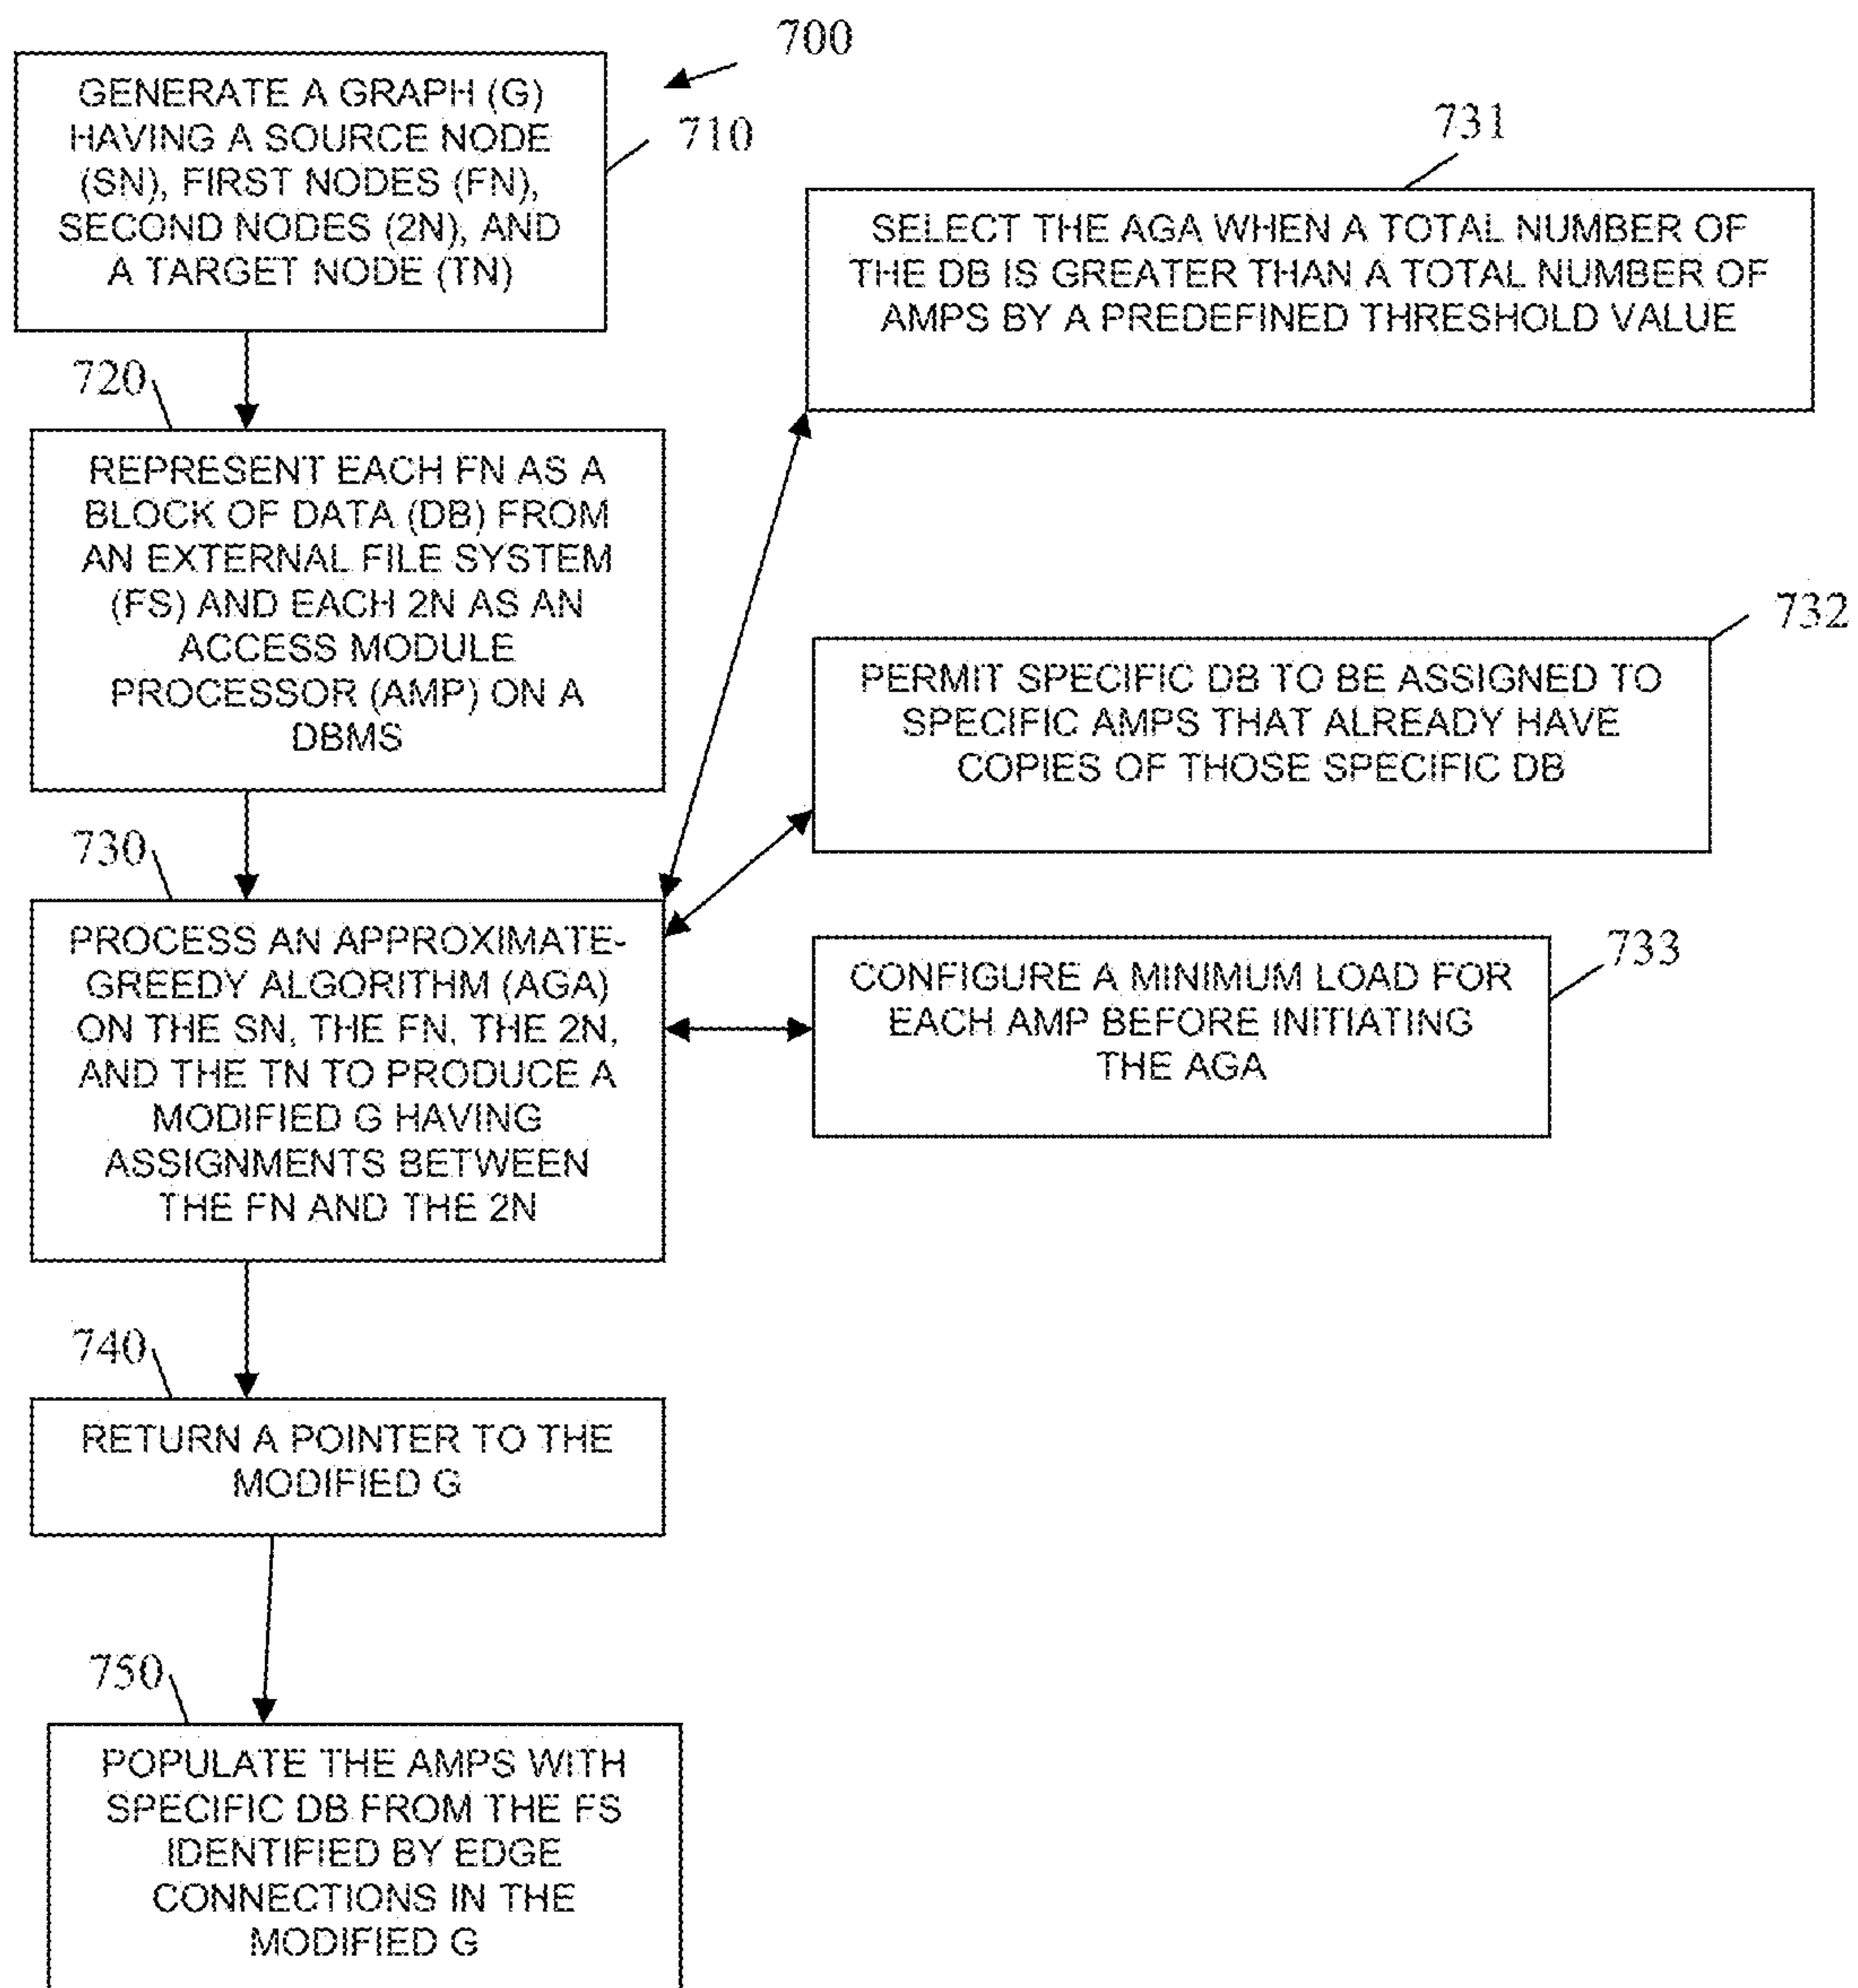 700
GENERATE A GRAPH (G)
HAVING A SOURCE NODE
(SN), FIRST NODES (FN),
SECOND NODES (2N), AND
A TARGET NODE (TN)
710
731
SELECT THE AGA WHEN A TOTAL NUMBER OF
THE DB IS GREATER THAN A TOTAL NUMBER OF
AMPS BY A PREDEFINED THRESHOLD VALUE
720
REPRESENT EACH FN AS A
BLOCK OF DATA (DB) FROM
AN EXTERNAL FILE SYSTEM
(FS) AND EACH 2N AS AN
ACCESS MODULE
PROCESSOR (AMP) ON A
DBMS
732
PERMIT SPECIFIC DB TO BE ASSIGNED TO
SPECIFIC AMPS THAT ALREADY HAVE
COPIES OF THOSE SPECIFIC DB
730
PROCESS AN APPROXIMATE-
GREEDY ALGORITHM (AGA)
ON THE SN, THE FN, THE 2N,
AND THE TN TO PRODUCE A
MODIFIED G HAVING
ASSIGNMENTS BETWEEN
THE FN AND THE 2N
733
CONFIGURE A MINIMUM LOAD FOR
EACH AMP BEFORE INITIATING
THE AGA
740
RETURN A POINTER TO THE
MODIFIED G
750
POPULATE THE AMPS WITH
SPECIFIC DB FROM THE FS
IDENTIFIED BY EDGE
CONNECTIONS IN THE
MODIFIED G